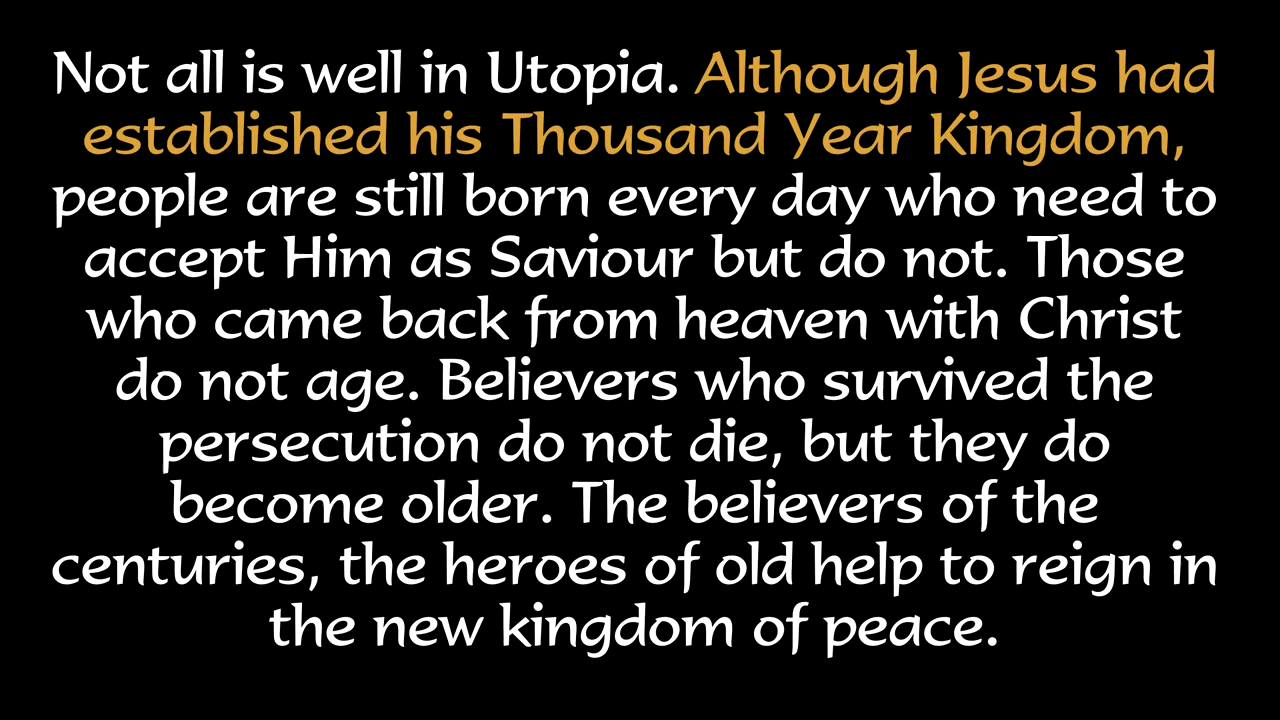 Not all is well in Utopia. Although Jesus had
established his Thousand Year Kingdom,
people are still born every day who need to
accept Him as Saviour but do not. Those
who came back from heaven with Christ
do not age. Believers who survived the
persecution do not die, but they do
become older. The believers of the
centuries, the heroes of old help to reign in
the new kingdom of peace.